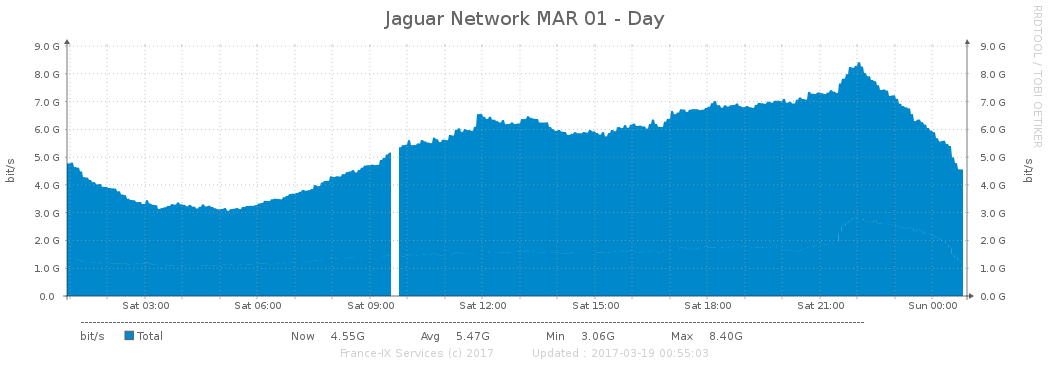 Jaguar Network MAR 01 - Day
RRDTOOL / TOBI OETIKER
bit/s
bit/s
9.0 G 9.0 G
8.0 G 8.0 G
7.0 G 7.0 G
6.0 G 6.0 G
5.0 G 5.0 G
4.0 G 4.0 G
3.0 G 3.0 G
2.0 G 2.0 G
1.0 G 1.0 G
0.0 0.0 G
Sat 03:00 Sat 06:00 Sat 09:00 Sat 12:00 Sat 15:00 Sat 18:00 Sat 21:00 Sun 00:00
bit/s Total Now 4.55G Avg 5.47G Min 3.06G Max 8.40G
France-IX Services (c) 2017 Updated : 2017-03-19 00:55:03